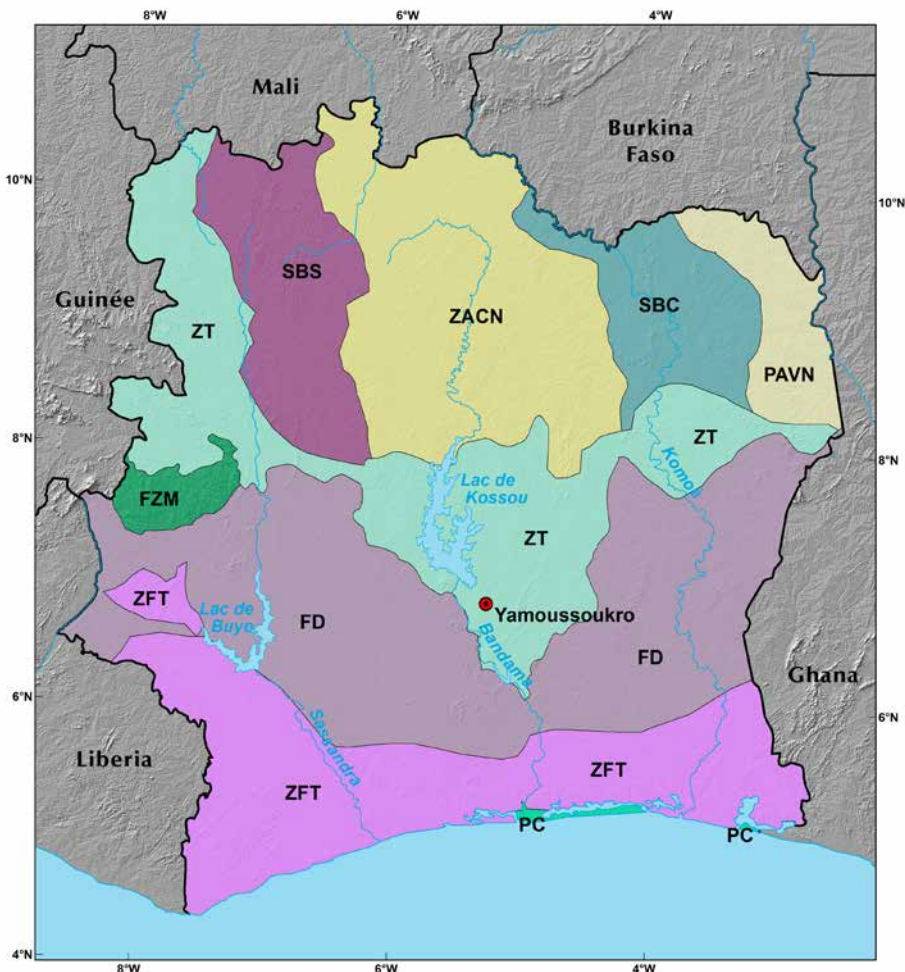 8°W
6°W
4°W
Mali
Burkina
Faso
10°N
10°N
SBS
Guinée
ZT
ZACN
SBC
PAVN
8°N
ZT
8°N
Komoé
Lac de
Kossou
FZM
ZT
ZFT
Lac de
Buyo
FD
Yamoussoukro
Bandama
FD
Ghana
6°N
6°N
Sassandra
Liberia
ZFT
ZFT
PC
PC
4°N
8°W
6°W
4°W